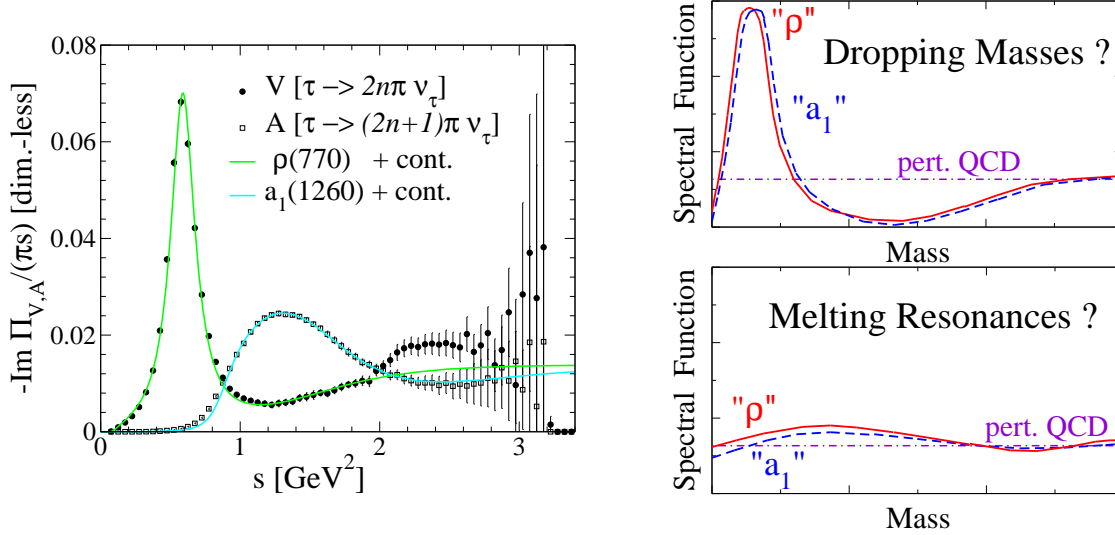 0.08
0.06
0.04
0.02
0
-Im Π_{V,A}/(πs) [dim.-less]
V [τ -> 2nπ ν_τ]
A [τ -> (2n+1)π ν_τ]
ρ(770) + cont.
a_1(1260) + cont.
0 1 2 3
s [GeV^2]
"ρ"
Dropping Masses ?
"a_1"
pert. QCD
Spectral Function
Mass
Melting Resonances ?
"ρ"
pert. QCD
"a_1"
Spectral Function
Mass